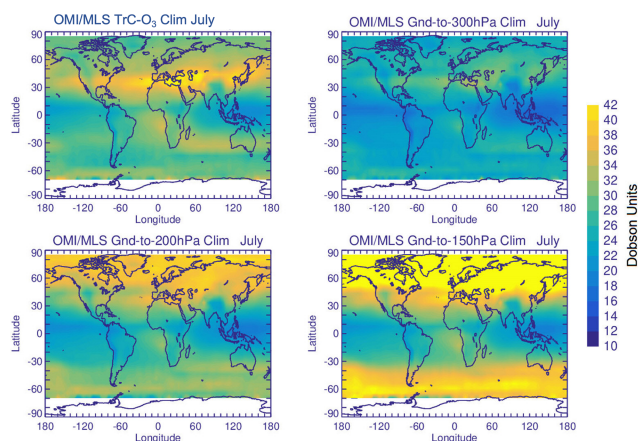 OMI/MLS TrC-O₃ Clim July
90
60
30
0
-30
-60
-90
Latitude
180 -120 -60 0 60 120 180
Longitude
OMI/MLS Gnd-to-300hPa Clim July
90
60
30
0
-30
-60
-90
Latitude
180 -120 -60 0 60 120 180
Longitude
OMI/MLS Gnd-to-200hPa Clim July
90
60
30
0
-30
-60
-90
Latitude
180 -120 -60 0 60 120 180
Longitude
OMI/MLS Gnd-to-150hPa Clim July
90
60
30
0
-30
-60
-90
Latitude
180 -120 -60 0 60 120 180
Longitude
42
40
38
36
34
32
30
28
26
24
22
20
18
16
14
12
10
Dobson Units